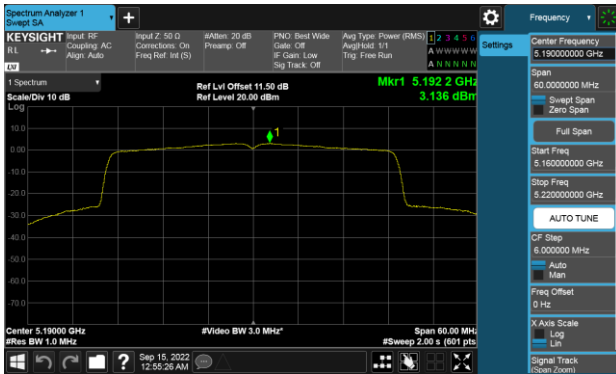 Spectrum Analyzer 1
Swept SA
+
Frequency
KEYSIGHT
RL
LXI
Input: RF
Coupling: AC
Align: Auto
Input Z: 50 Ω
Corrections: On
Freq Ref: Int (S)
#Atten: 20 dB
Preamp: Off
PNO: Best Wide
Gate: Off
IF Gain: Low
Sig Track: Off
Avg Type: Power (RMS)
Avg|Hold: 1/1
Trig: Free Run
1 2 3 4 5 6
A W W W W W
A N N N N N
Settings
1 Spectrum
Scale/Div 10 dB
Log
Ref Lvl Offset 11.50 dB
Ref Level 20.00 dBm
Mkr1 5.192 2 GHz
3.136 dBm
1
10.0
0.00
-10.0
-20.0
-30.0
-40.0
-50.0
-60.0
-70.0
Center 5.19000 GHz
#Res BW 1.0 MHz
#Video BW 3.0 MHz*
Span 60.00 MHz
#Sweep 2.00 s (601 pts
Sep 15, 2022
12:55:26 AM
?
Center Frequency
5.190000000 GHz
Span
60.0000000 MHz
Swept Span
Zero Span
Full Span
Start Freq
5.160000000 GHz
Stop Freq
5.220000000 GHz
AUTO TUNE
CF Step
6.000000 MHz
Auto
Man
Freq Offset
0 Hz
X Axis Scale
Log
Lin
Signal Track
(Span Zoom)